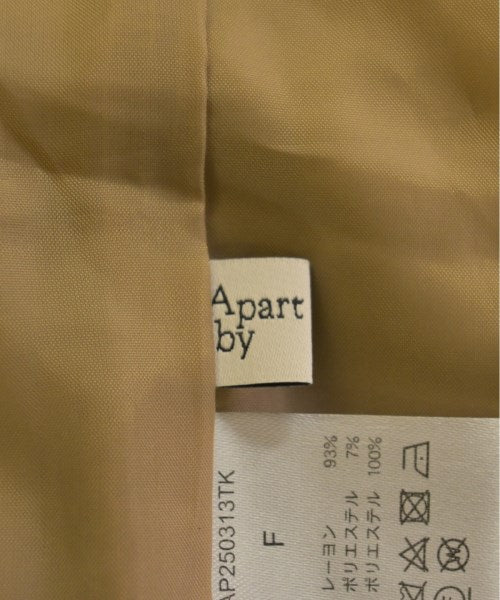 Apart
by
AP250313TK
F
レーヨン 93%
ポリエステル 7%
ポリエステル 100%